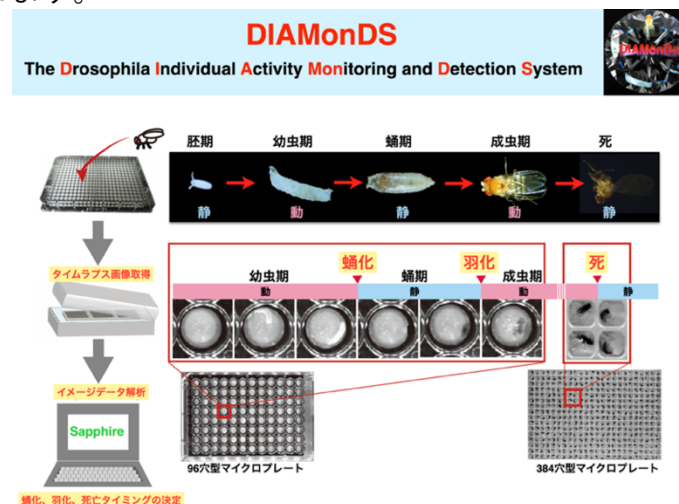 DIAMonDS
The Drosophila Individual Activity Monitoring and Detection System
DIAMonDS
胚期 幼虫期 蛹期 成虫期 死
静 動 静 動 静
タイムラプス画像取得
蛹化 羽化 死
幼虫期 蛹期 成虫期
動 静 動 静
イメージデータ解析
Sapphire
96穴型マイクロプレート
384穴型マイクロプレート
蛹化、羽化、死亡タイミングの決定